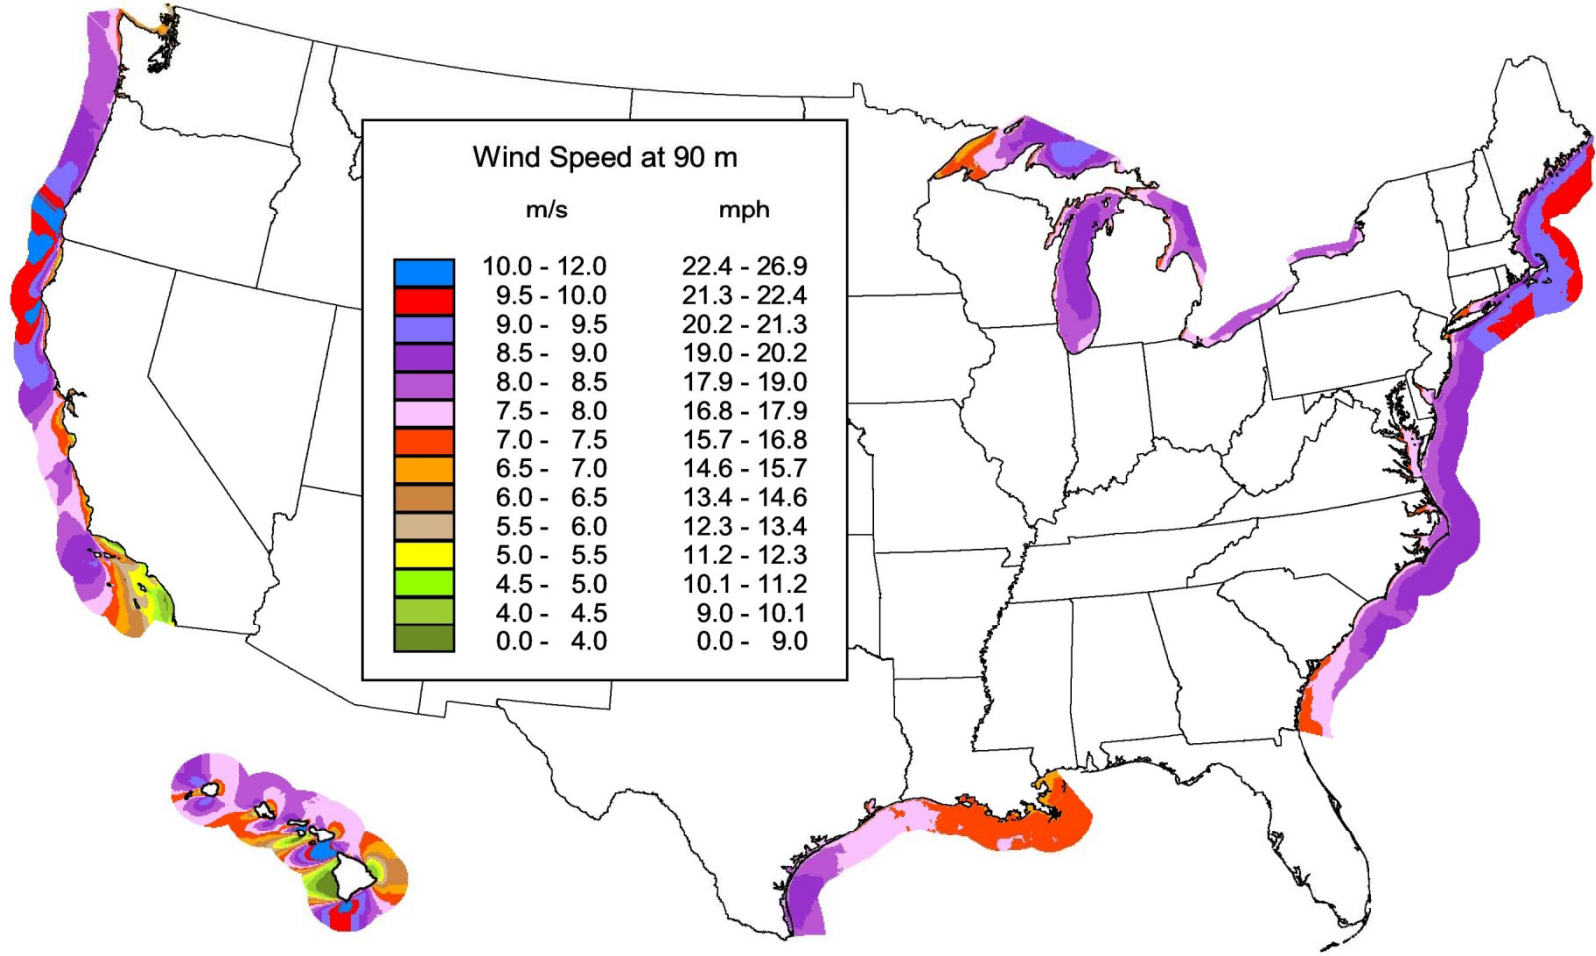 Wind Speed at 90 m
m/s mph
10.0 - 12.0 22.4 - 26.9
9.5 - 10.0 21.3 - 22.4
9.0 - 9.5 20.2 - 21.3
8.5 - 9.0 19.0 - 20.2
8.0 - 8.5 17.9 - 19.0
7.5 - 8.0 16.8 - 17.9
7.0 - 7.5 15.7 - 16.8
6.5 - 7.0 14.6 - 15.7
6.0 - 6.5 13.4 - 14.6
5.5 - 6.0 12.3 - 13.4
5.0 - 5.5 11.2 - 12.3
4.5 - 5.0 10.1 - 11.2
4.0 - 4.5 9.0 - 10.1
0.0 - 4.0 0.0 - 9.0